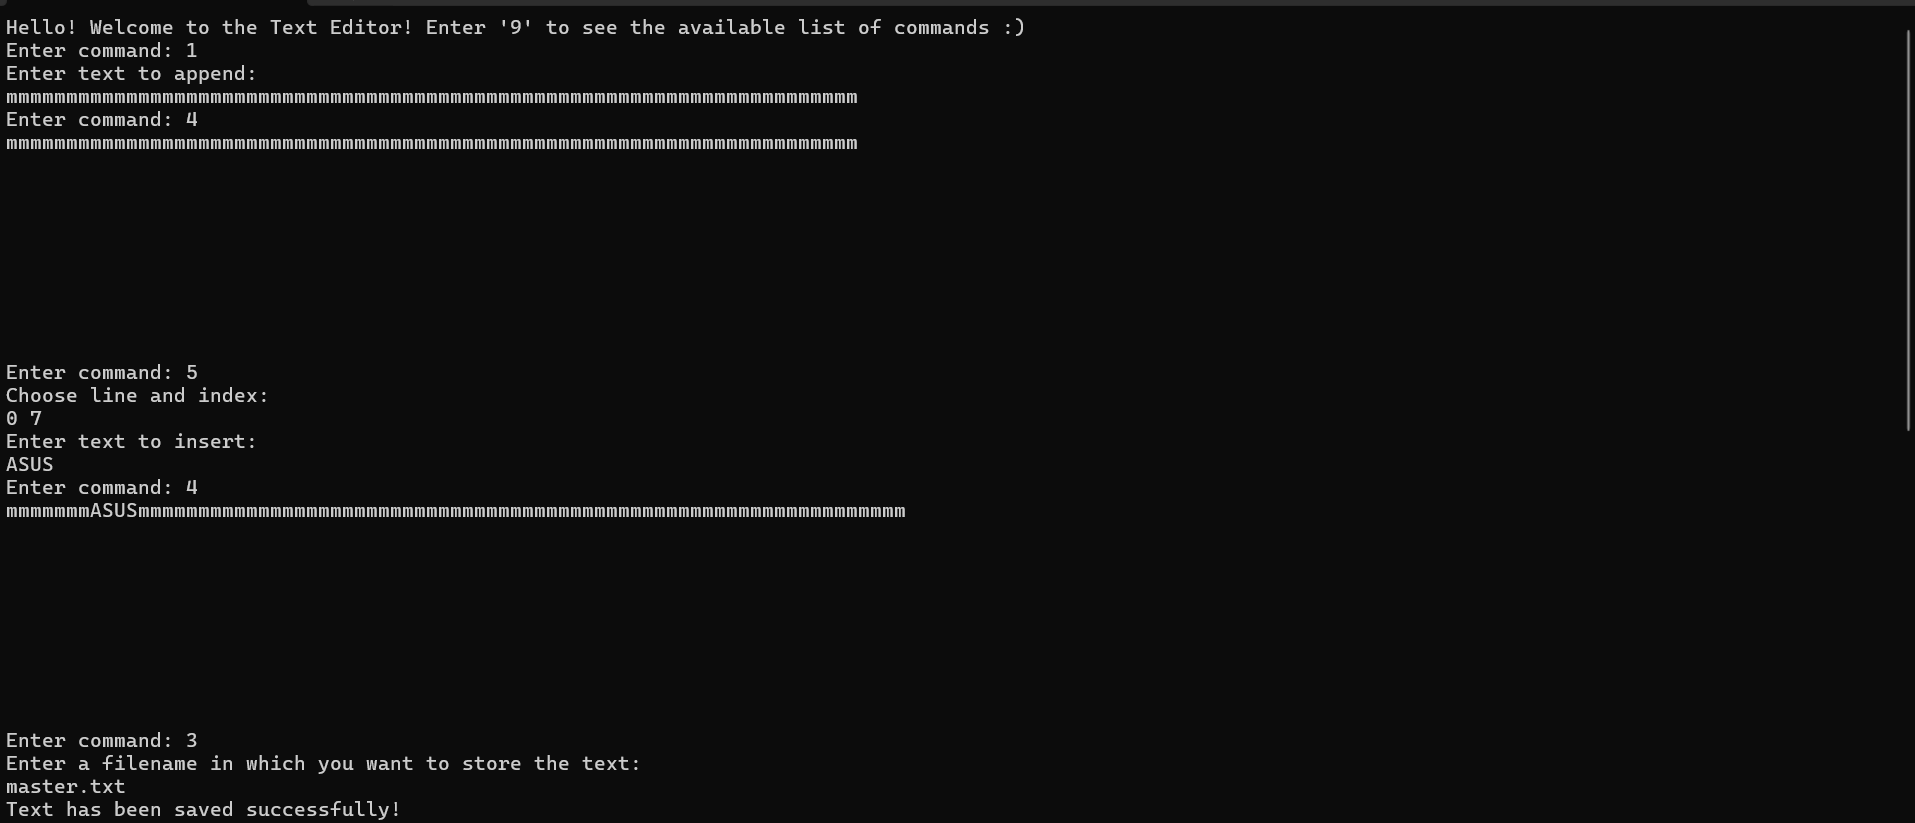 Hello! Welcome to the Text Editor! Enter '9' to see the available list of commands :)
Enter command: 1
Enter text to append:
mmmmmmmmmmmmmmmmmmmmmmmmmmmmmmmmmmmmmmmmmmmmmmmmmmmmmmmmmmmmmmmmmmmmmmm
Enter command: 4
mmmmmmmmmmmmmmmmmmmmmmmmmmmmmmmmmmmmmmmmmmmmmmmmmmmmmmmmmmmmmmmmmmmmmmm
Enter command: 5
Choose line and index:
0 7
Enter text to insert:
ASUS
Enter command: 4
mmmmmmmASUSmmmmmmmmmmmmmmmmmmmmmmmmmmmmmmmmmmmmmmmmmmmmmmmmmmmmmmmmmmmmmmmm
Enter command: 3
Enter a filename in which you want to store the text:
master.txt
Text has been saved successfully!